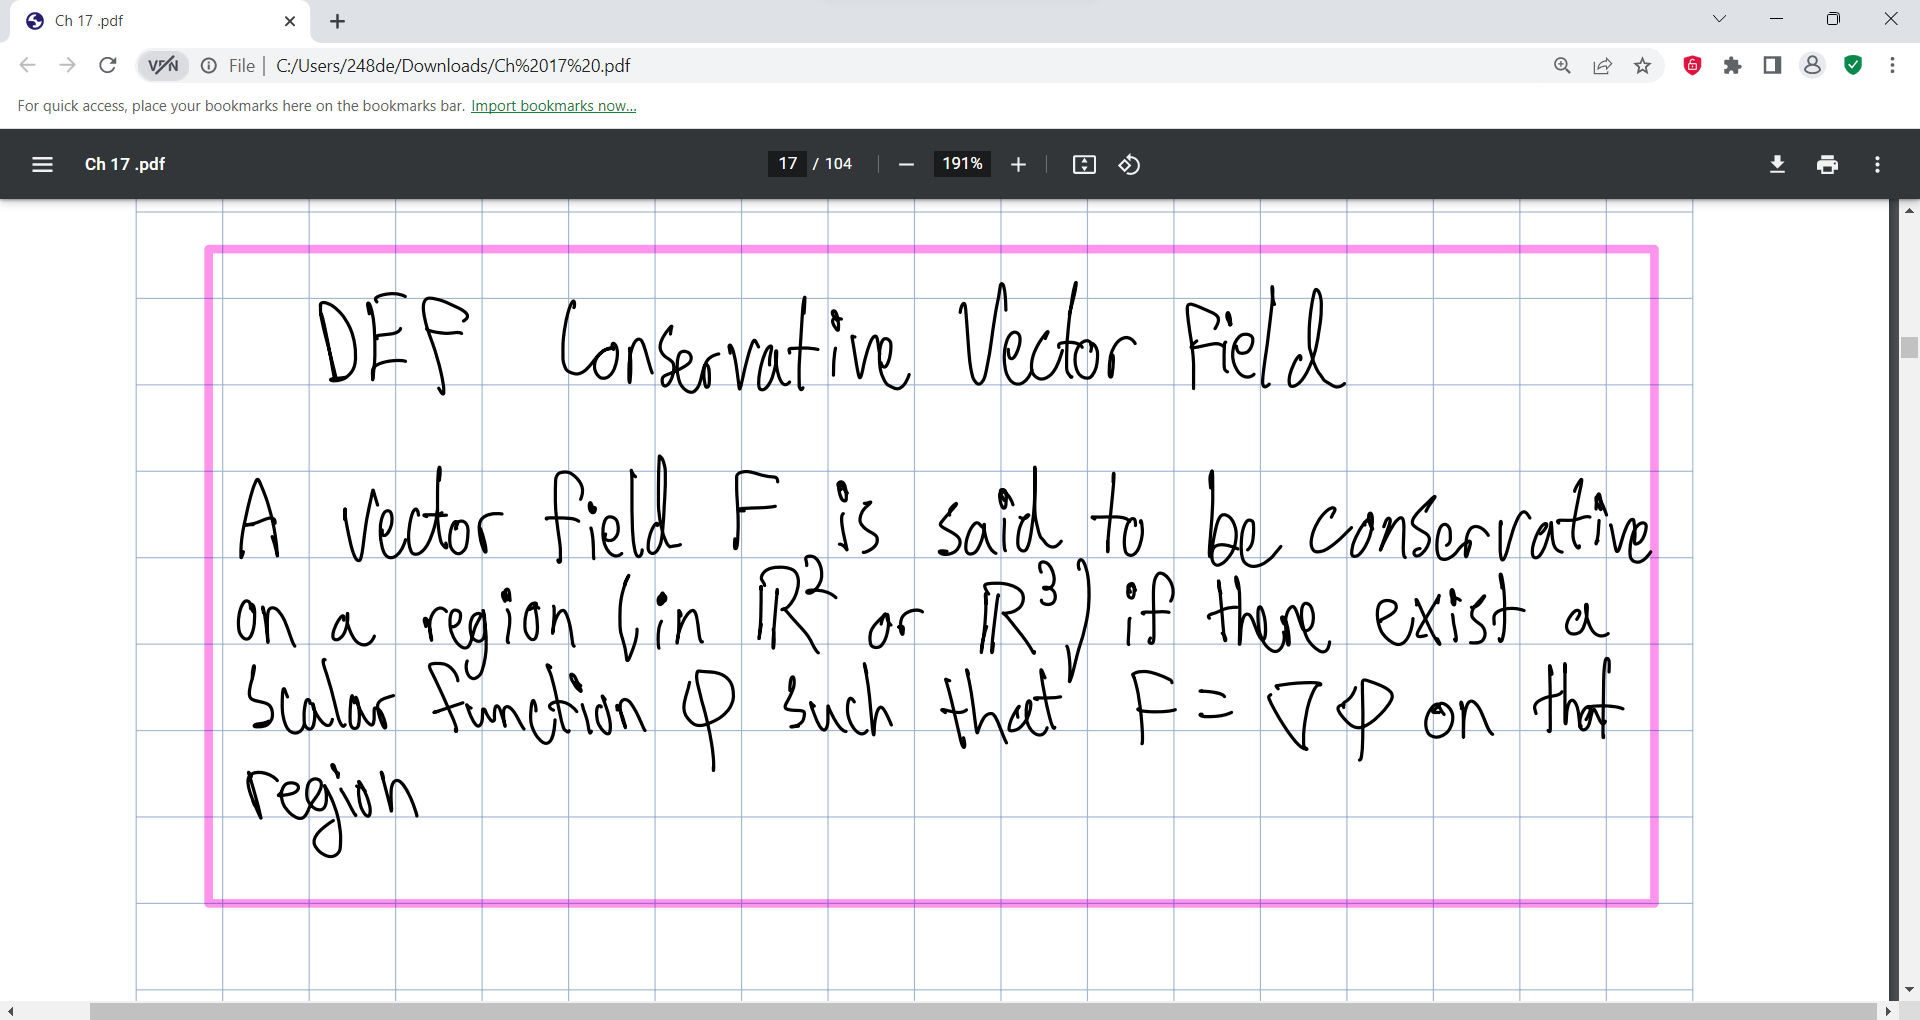 Ch 17 .pdf
VPN File C:/Users/248de/Downloads/Ch%2017%20.pdf
For quick access, place your bookmarks here on the bookmarks bar. Import bookmarks now...
Ch 17 .pdf 17 / 104 191%
DEF Conservative Vector Field
A vector field F is said to be conservative
on a region (in ℝ² or ℝ³) if there exist a
scalar function φ such that F = ∇φ on that
region